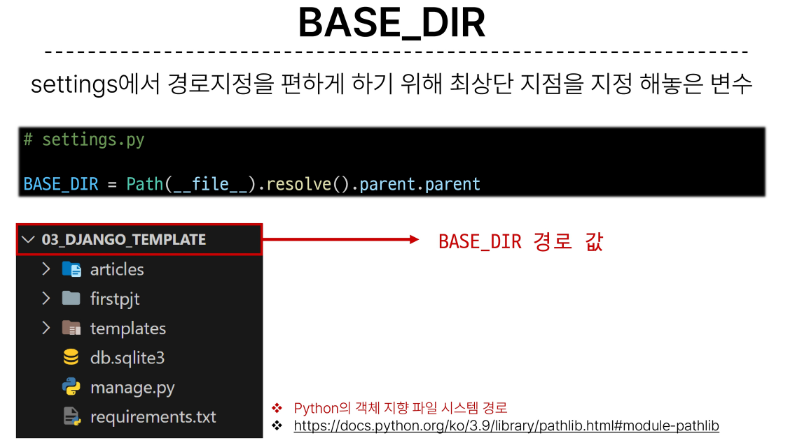 BASE_DIR
settings에서 경로지정을 편하게 하기 위해 최상단 지점을 지정 해놓은 변수
# settings.py
BASE_DIR = Path(__file__).resolve().parent.parent
03_DJANGO_TEMPLATE
BASE_DIR 경로 값
articles
firstpjt
templates
db.sqlite3
manage.py
requirements.txt
❖ Python의 객체 지향 파일 시스템 경로
❖ https://docs.python.org/ko/3.9/library/pathlib.html#module-pathlib